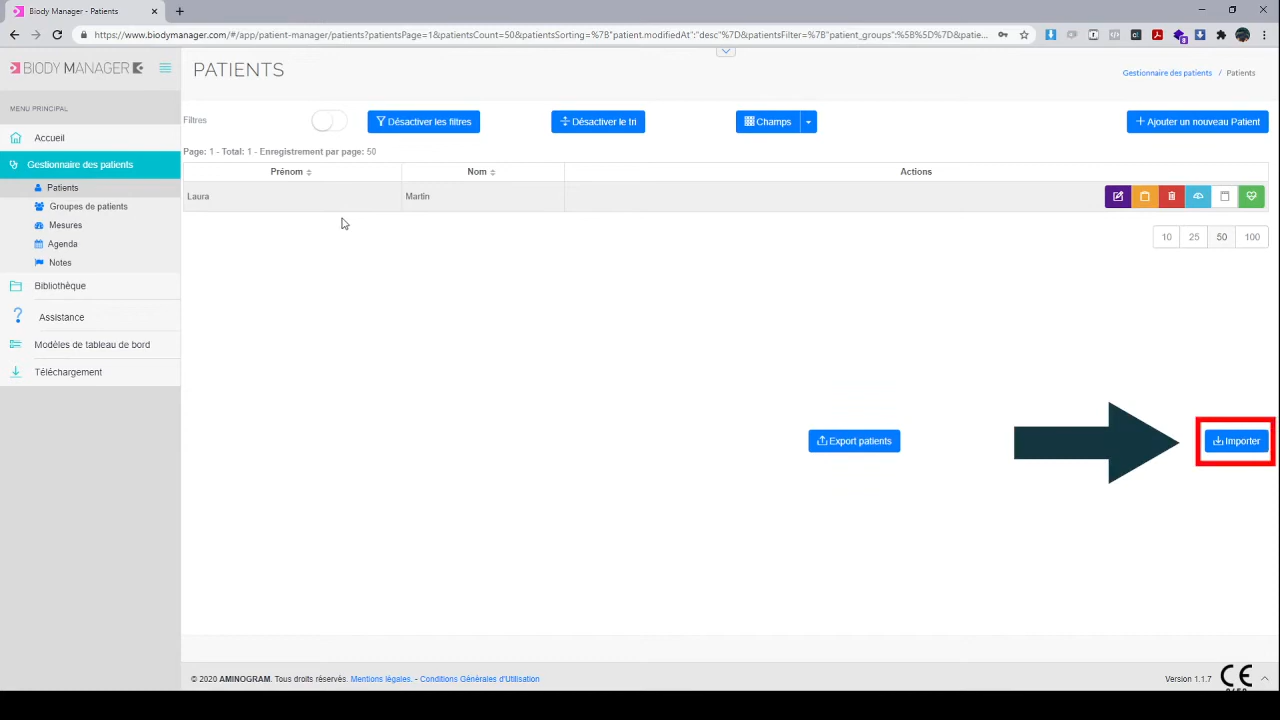 Biody Manager - Patients
https://www.biodymanager.com/#/app/patient-manager/patients?patientsPage=1&patientsCount=50&patientsSorting=%7B"patient.modifiedAt":"desc"%7D&patientsFilter=%7B"patient_groups":%5B%5D%7D&patie...
BIODY MANAGER
PATIENTS
Gestionnaire des patients / Patients
MENU PRINCIPAL
Accueil
Gestionnaire des patients
Patients
Groupes de patients
Mesures
Agenda
Notes
Bibliothèque
Assistance
Modèles de tableau de bord
Téléchargement
Filtres
Désactiver les filtres
Désactiver le tri
Champs
Ajouter un nouveau Patient
Page: 1 - Total: 1 - Enregistrement par page: 50
Prénom Nom Actions
Laura Martin
10 25 50 100
Export patients
Importer
© 2020 AMINOGRAM. Tous droits réservés. Mentions légales. - Conditions Générales d'Utilisation
Version 1.1.7
CE